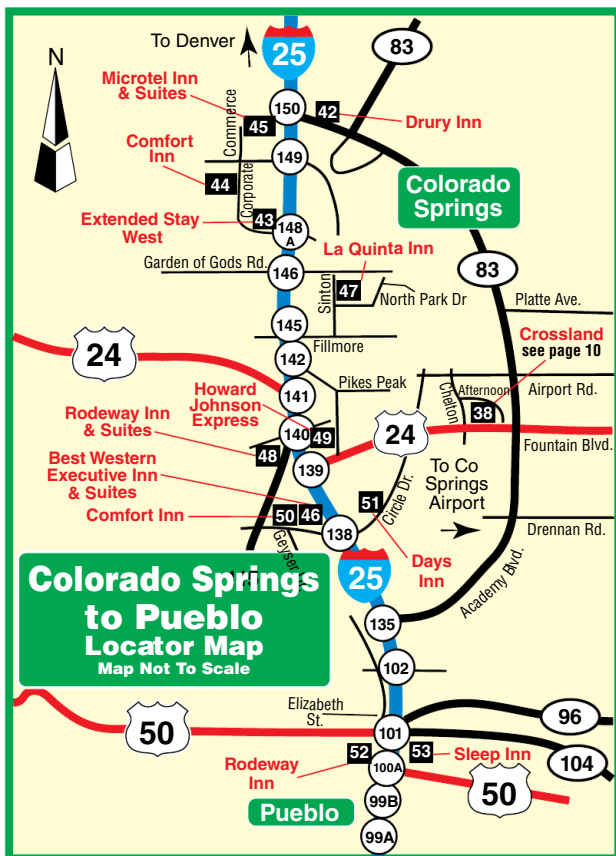 To Denver
25
83
N
Microtel Inn
& Suites
Commerce
150
42
Drury Inn
45
Comfort
Inn
149
44
Corporate
Colorado
Springs
Extended Stay
West
43
148
A
La Quinta Inn
83
Garden of Gods Rd.
146
Sinton
47
North Park Dr
Platte Ave.
145
Fillmore
Crossland
see page 10
24
142
Pikes Peak
Chelton
Afternoon
Airport Rd.
38
Howard
Johnson
Express
141
Rodeway Inn
& Suites
140
49
24
Fountain Blvd.
48
139
Best Western
Executive Inn
& Suites
To Co
Springs
Airport
Circle Dr.
51
Comfort Inn
50
46
138
Drennan Rd.
Geyser
Days
Inn
25
Academy Blvd.
Colorado Springs
to Pueblo
Locator Map
Map Not To Scale
135
102
Elizabeth
St.
50
101
96
52
53
Sleep Inn
104
Rodeway
Inn
100A
50
Pueblo
99B
99A